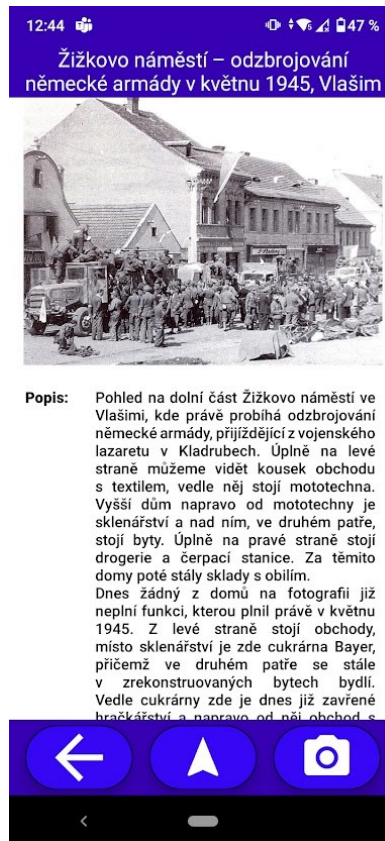 12:44
47 %
Žižkovo náměstí – odzbrojování
německé armády v květnu 1945, Vlašim
Popis:
Pohled na dolní část Žižkovo náměstí ve
Vlašimi, kde právě probíhá odzbrojování
německé armády, přijíždějící z vojenského
lazaretu v Kladrubech. Úplně na levé
straně můžeme vidět kousek obchodu
s textilem, vedle něj stojí mototechna.
Vyšší dům napravo od mototechny je
sklenářství a nad ním, ve druhém patře,
stojí byty. Úplně na pravé straně stojí
drogerie a čerpací stanice. Za těmito
domy poté stály sklady s obilím.
Dnes žádný z domů na fotografii již
neplní funkci, kterou plnil právě v květnu
1945. Z levé straně stojí obchody,
místo sklenářství je zde cukrárna Bayer,
přičemž ve druhém patře se stále
v zrekonstruovaných bytech bydlí.
Vedle cukrárny zde je dnes již zavřené
hračkářství a napravo od něj obchod s